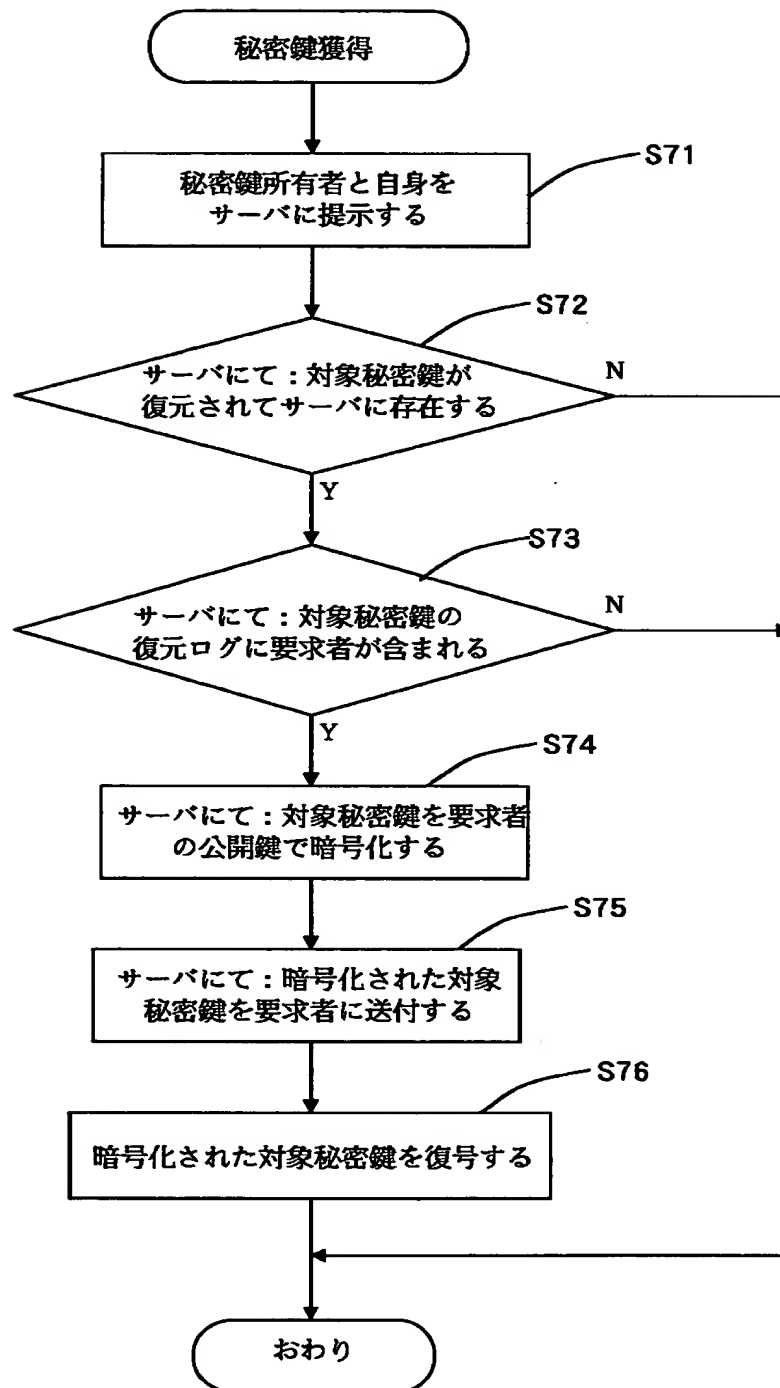 秘密鍵獲得
S71
秘密鍵所有者と自身を
サーバに提示する
S72
サーバにて：対象秘密鍵が
復元されてサーバに存在する
N
Y
S73
サーバにて：対象秘密鍵の
復元ログに要求者が含まれる
N
Y
S74
サーバにて：対象秘密鍵を要求者
の公開鍵で暗号化する
S75
サーバにて：暗号化された対象
秘密鍵を要求者に送付する
S76
暗号化された対象秘密鍵を復号する
おわり